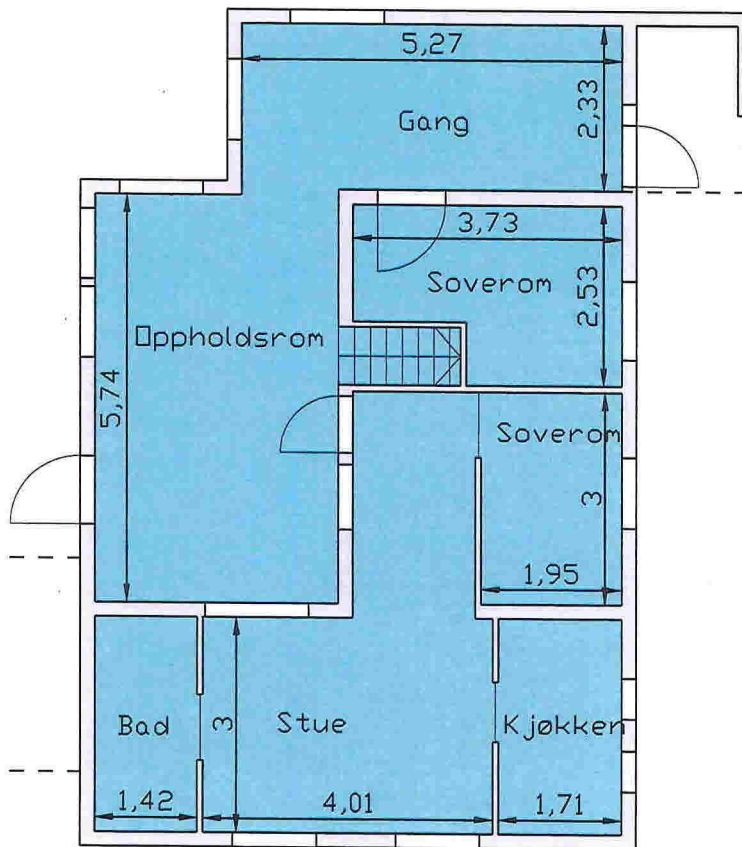 5,27
2,33
Gang
3,73
Soverom
2,53
Oppholdsrom
5,74
Soverom
3
1,95
Bad
3
Stue
Kjøkken
1,42
4,01
1,71